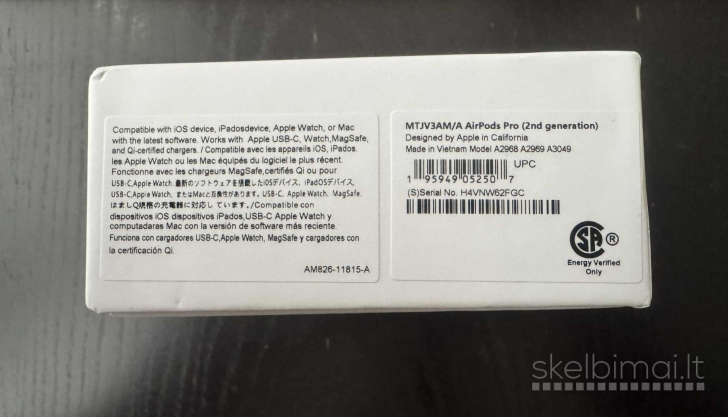 Compatible with iOS device, iPadosdevice, Apple Watch, or Mac
with the latest software. Works with Apple USB-C, Watch,MagSafe,
and Qi-certified chargers. /Compatible avec les appareils iOS, iPados.
les Apple Watch ou les Mac équipés du logiciel le plus récent.
Fonctionne avec les chargeurs MagSafe,certifiés Qi ou pour
USB-C,Apple Watch.最新のソフトウェアを搭載したiOSデバイス、iPadOSデバイス,
USB-C,Apple Watch, またはMacと互換性があります。USB-C, Apple Watch, MagSafe,
はましQ規格の充電器に対応し ています。/Compatible con
dispositivos iOS dispositivos iPados,USB-C Apple Watch y
computadoras Mac con la versión de software más reciente.
Funciona con cargadores USB-C,Apple Watch, MagSafe y cargardos con
la certificación Qi.
AM826-11815-A
MTJV3AM/A AirPods Pro (2nd generation)
Designed by Apple in California
Made in Vietnam Model A2968 A2969 A3049
UPC
1 95949 05250 7
(S)Serial No. H4VNW62FGC
SA ®
Energy Verified
Only
skelbimai.lt